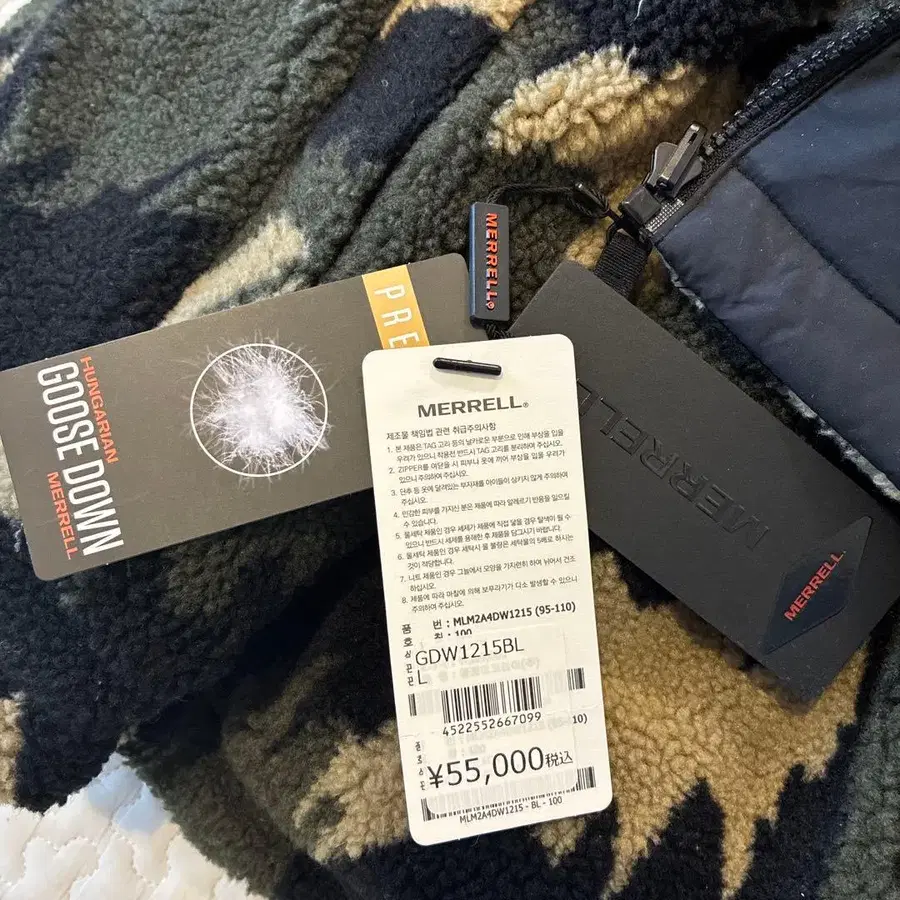 MERRELL®
PRE
HUNGARIAN
GOOSE DOWN
MERRELL
MERRELL
MERRELL
MERRELL®
제조물 책임법 관련 취급주의사항
1. 본 제품은 TAG 고리 등의 날카로운 부분으로 인해 부상을 입을
우려가 있으니 착용전 반드시 TAG 고리를 분리하여 주십시오.
2. ZIPPER를 여닫을 시 피부나 옷에 끼어 부상을 입을 우려가
있으니 주의하여 주십시오.
3. 단추 등 옷에 달려있는 부자재를 아이들이 삼키지 않게 주의하여
주십시오.
4. 민감한 피부를 가지신 분은 제품에 따라 알레르기 반응을 일으킬
수 있습니다.
5. 물세탁 제품인 경우 세제가 제품에 직접 닿을 경우 탈색이 될 수
있으니 반드시 세제를 용해한 후 제품을 담그시기 바랍니다.
6. 물세탁 제품인 경우 세탁시 물 용량은 세탁물의 5배로 하시는
것이 적당합니다.
7. 니트 제품인 경우 그늘에서 모양을 가지런히 하여 뉘어서 건조
하십시오.
8. 제품에 따라 마찰에 의해 보푸라기가 다소 발생할 수 있으니
주의하여 주십시오.
품 번 : MLM2A4DW1215 (95-110)
호 칭 : 100
GDW1215BL
L
4522552667099
¥55,000税込
MLM2A4DW1215 - BL - 100